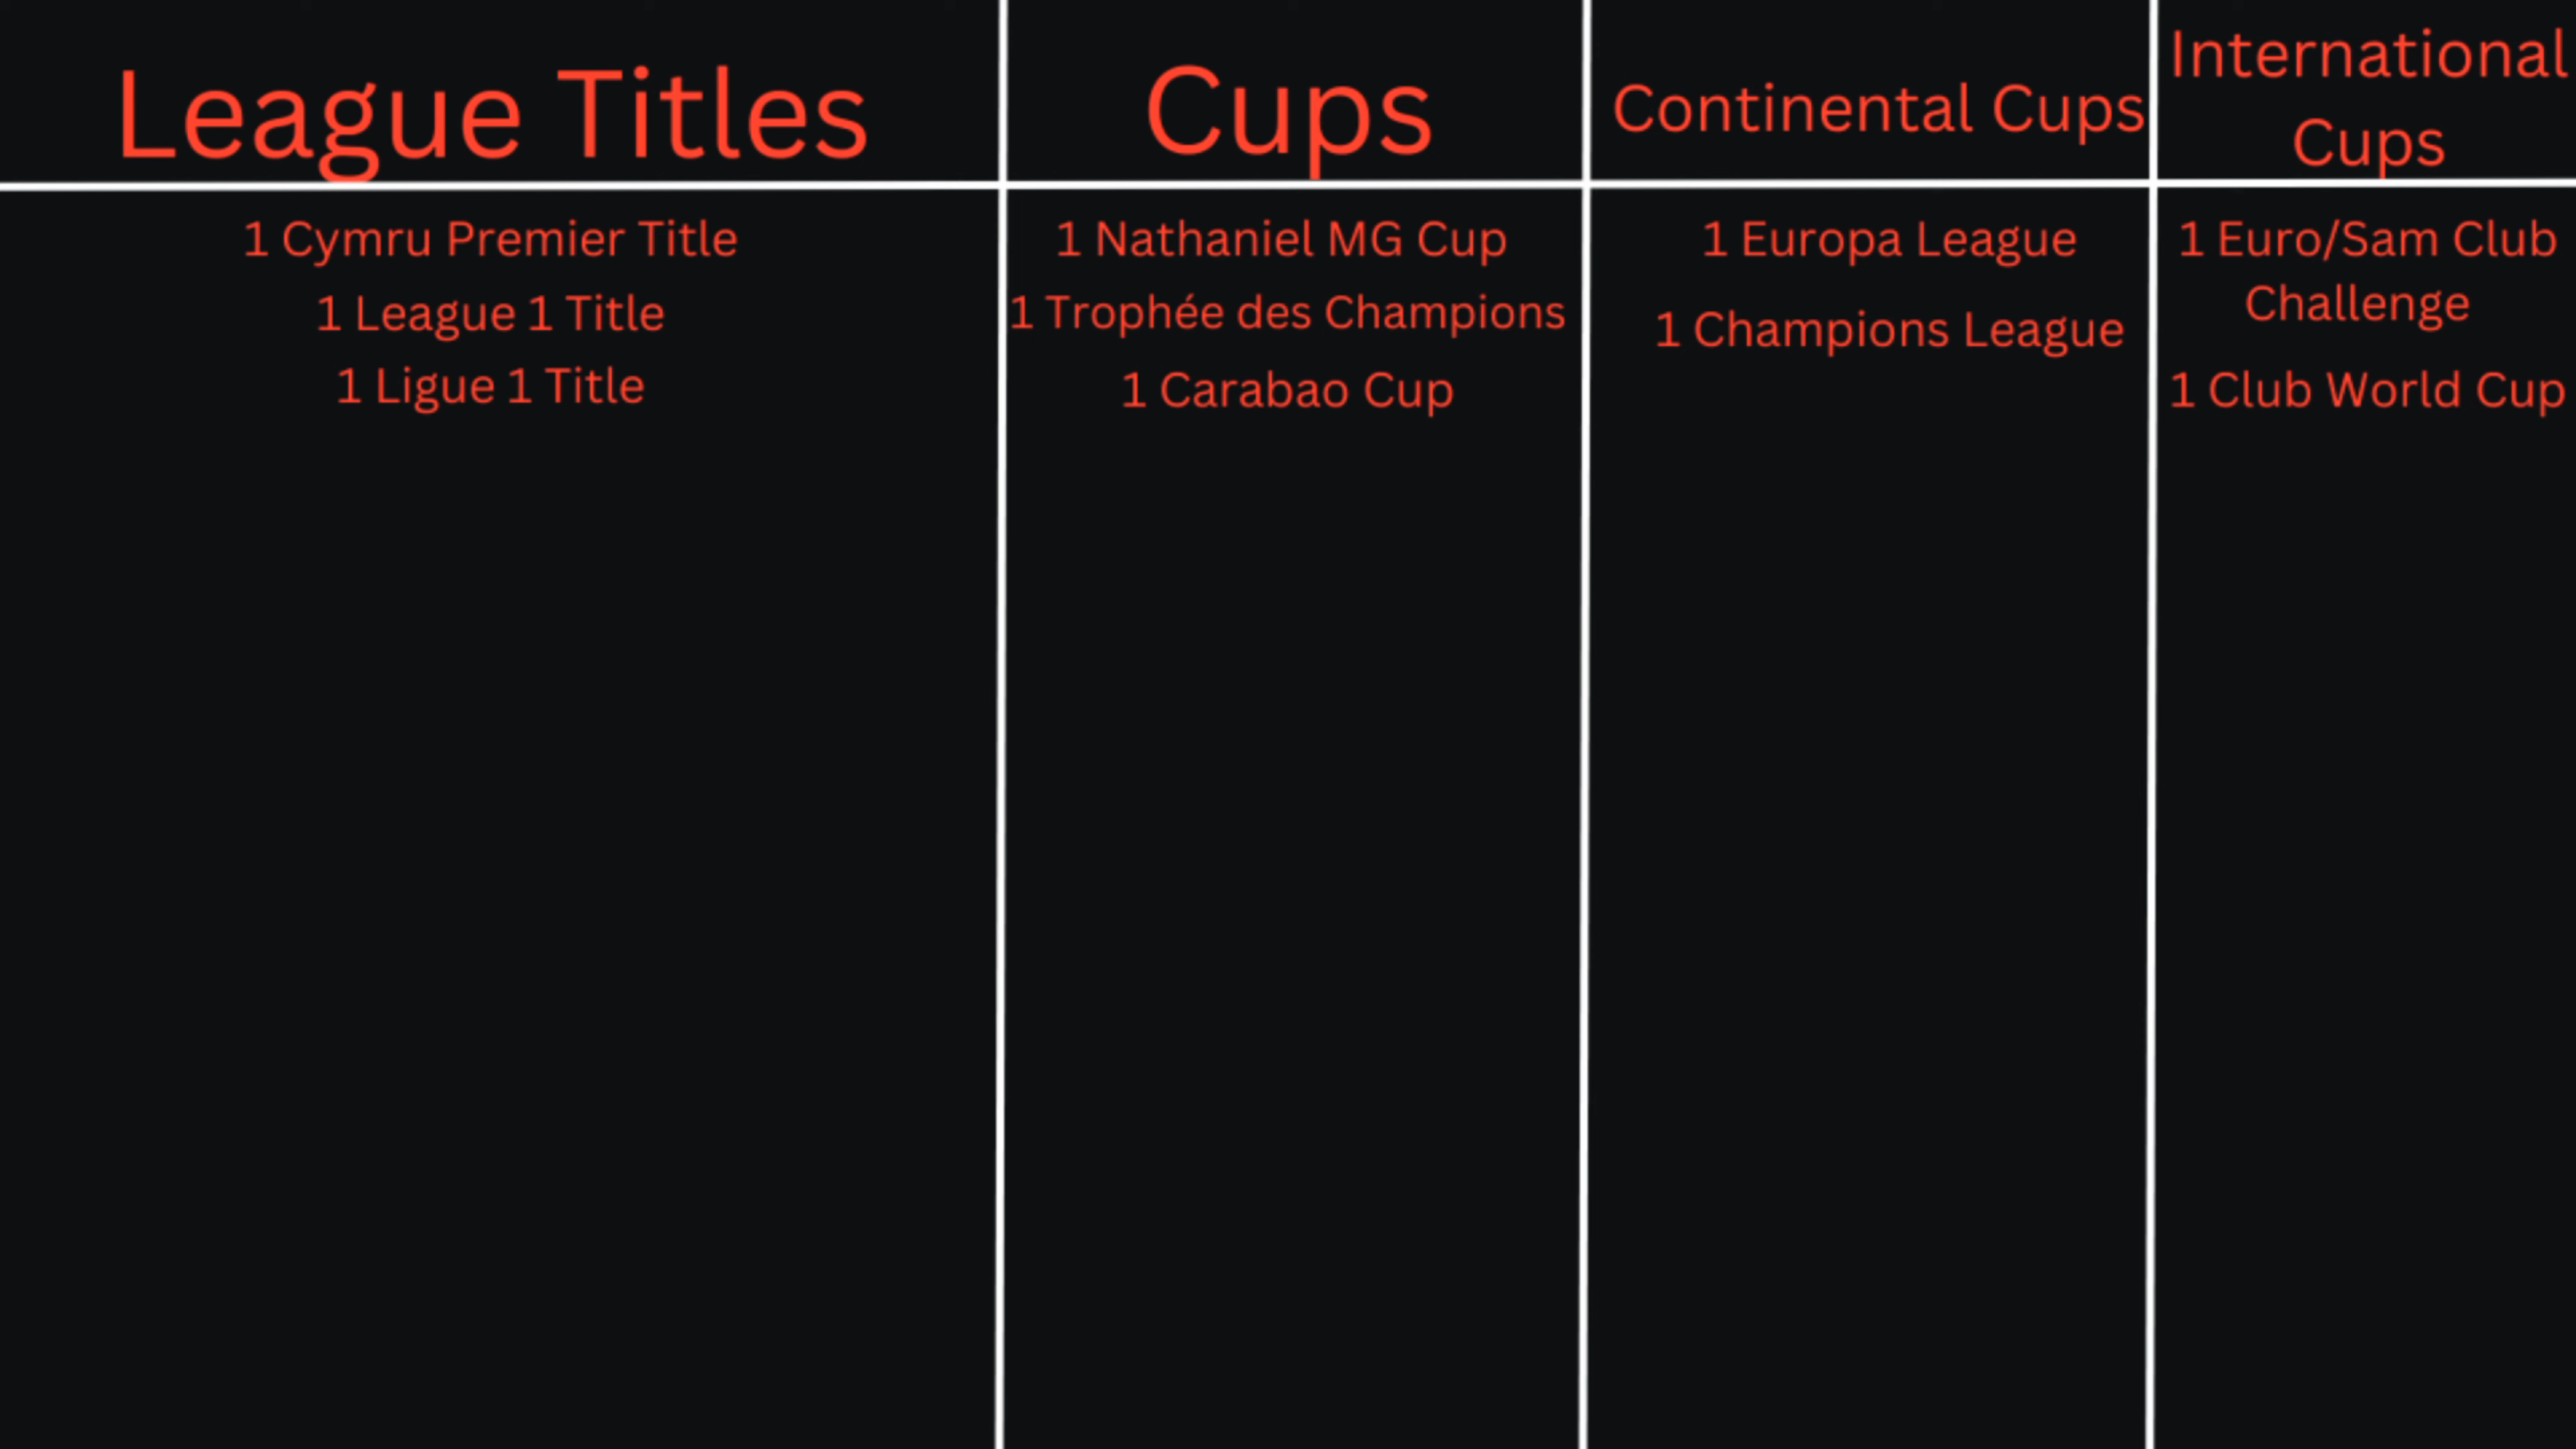 League Titles
Cups
Continental Cups
International
Cups
1 Cymru Premier Title
1 League 1 Title
1 Ligue 1 Title
1 Nathaniel MG Cup
1 Trophée des Champions
1 Carabao Cup
1 Europa League
1 Champions League
1 Euro/Sam Club
Challenge
1 Club World Cup